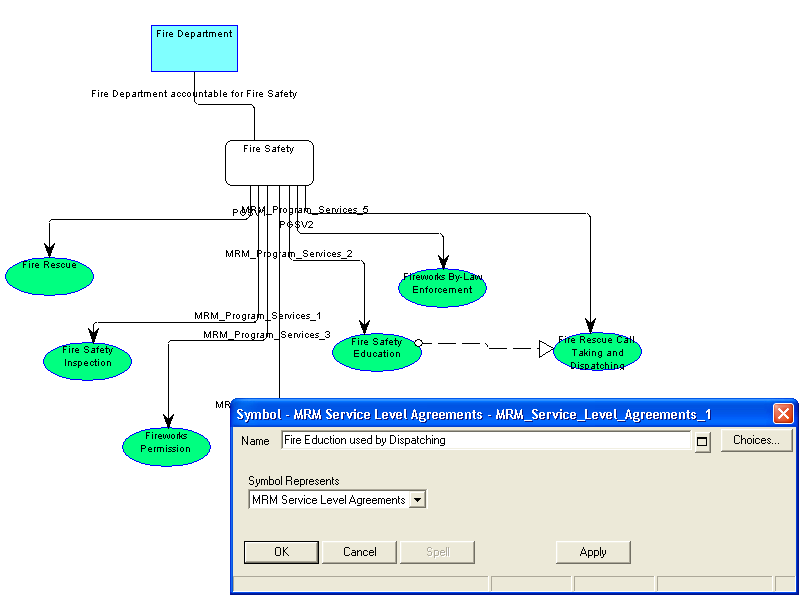 Fire Department
Fire Department accountable for Fire Safety
Fire Safety
MRM_Program_Services_5
PGSV2
Fire Rescue
MRM_Program_Services_2
Fireworks By-Law
Enforcement
MRM_Program_Services_1
MRM_Program_Services_3
Fire Safety
Inspection
Fire Safety
Education
Fire Rescue Call
Taking and
Dispatching
Fireworks
Permission
Symbol - MRM Service Level Agreements - MRM_Service_Level_Agreements_1
Name
Fire Eduction used by Dispatching
Choices...
Symbol Represents
MRM Service Level Agreements
OK
Cancel
Spell
Apply